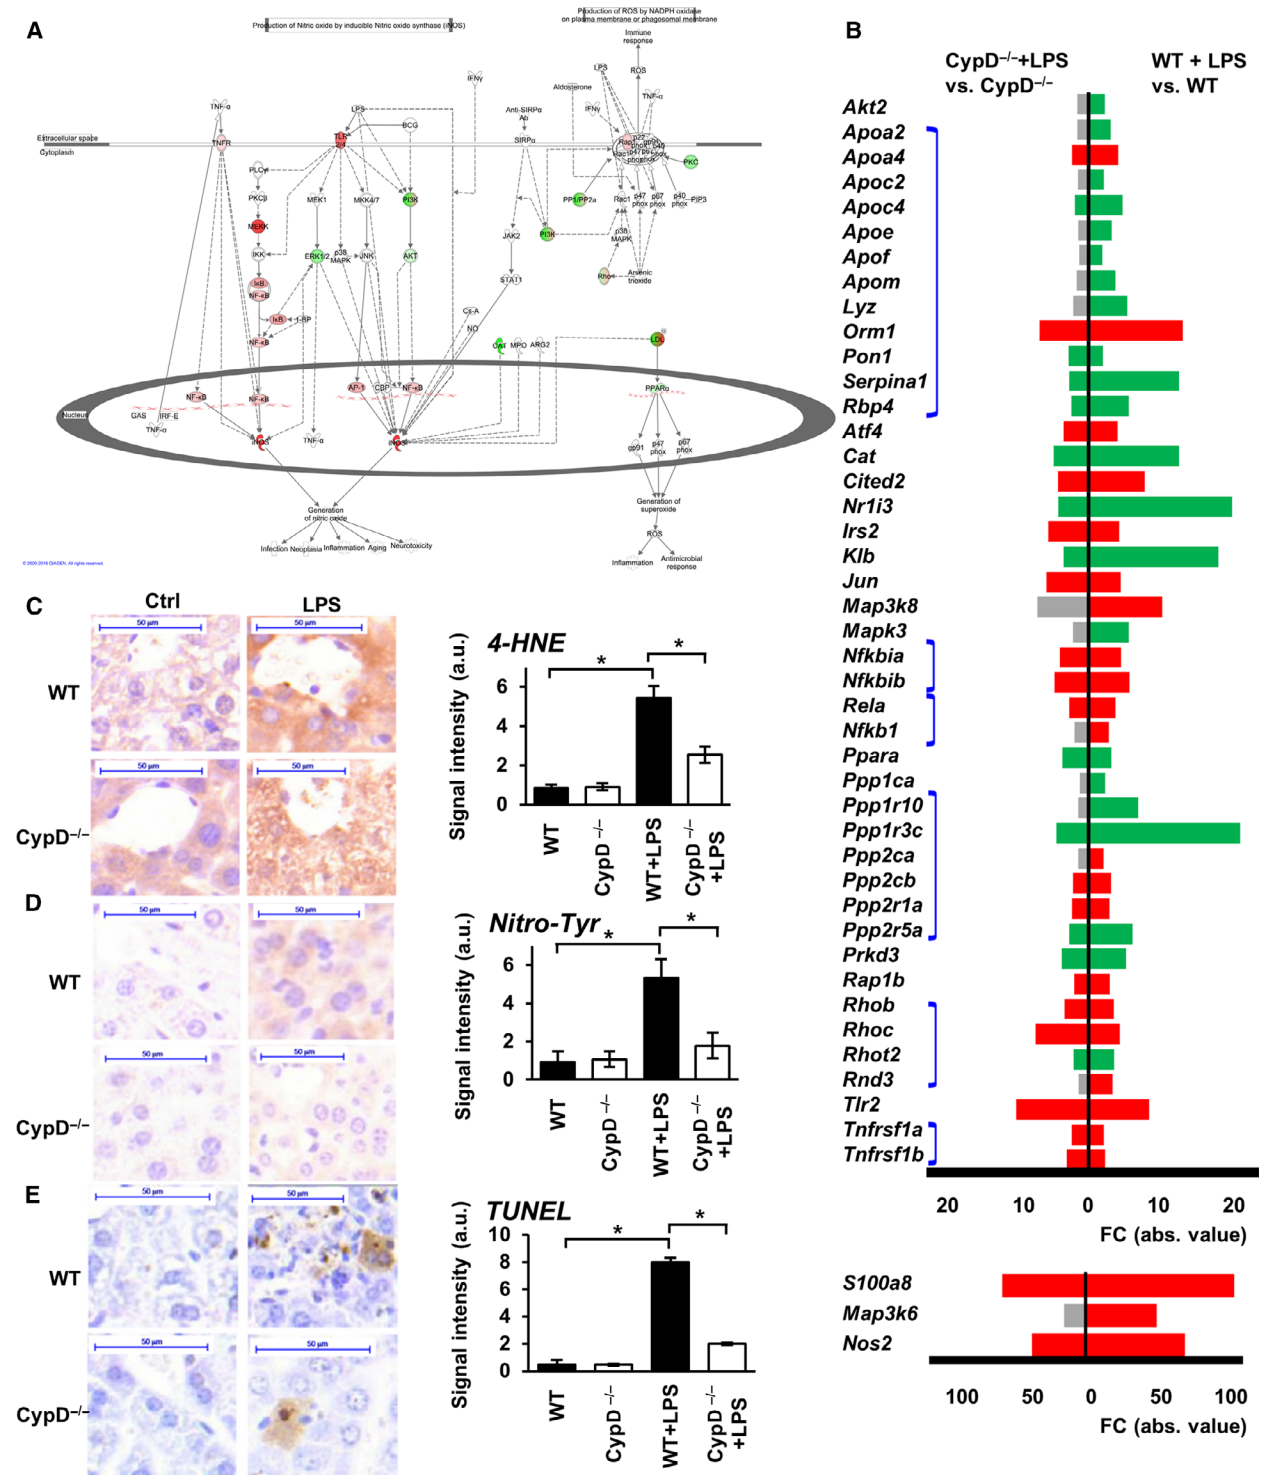 A
Production of Nitric oxide by inducible Nitric oxide synthase (iNOS)
Production of ROS by NADPH oxidase
on plasma membrane or phagosomal membrane
Immune
response
LPS
ROS
IFNγ
Aldosterone
TNF-α
IFNγ
TNF-α
LPS
BCG
Anti-SIRPα
Ab
SIRPα
Extracellular space
Cytoplasm
TNFR
TLR
2/4
PKC
PLCγ
PKCβ
MEK1
MKK4/7
PI3K
PP1/PP2a
Rac1
p47
phox
p67
phox
p40
phox
PIP3
MEKK
JAK2
PI3K
p38
MAPK
IKK
ERK1/2
p38
MAPK
JNK
AKT
STAT1
Rho
Arsenic
trioxide
IκB
NF-κB
IκB
NF-κB
Cs-A
NO
CAT
MPO
ARG2
LDL
NF-κB
NF-κB
AP-1
CBP
NF-κB
PPARα
Nucleus
GAS
IRF-E
TNF-α
iNOS
TNF-α
iNOS
gp91
p47
phox
p67
phox
Generation
of nitric oxide
Generation of
superoxide
ROS
Infection
Neoplasia
Inflammation
Aging
Neurotoxicity
Inflammation
Antimicrobial
response
© 2000-2018 QIAGEN. All rights reserved.
B
CypD−/−+LPS
vs. CypD−/−
WT + LPS
vs. WT
Akt2
Apoa2
Apoa4
Apoc2
Apoc4
Apoe
Apof
Apom
Lyz
Orm1
Pon1
Serpina1
Rbp4
Atf4
Cat
Cited2
Nr1i3
Irs2
Klb
Jun
Map3k8
Mapk3
Nfkbia
Nfkbib
Rela
Nfkb1
Ppara
Ppp1ca
Ppp1r10
Ppp1r3c
Ppp2ca
Ppp2cb
Ppp2r1a
Ppp2r5a
Prkd3
Rap1b
Rhob
Rhoc
Rhot2
Rnd3
Tlr2
Tnfrsf1a
Tnfrsf1b
20 10 0 10 20
FC (abs. value)
S100a8
Map3k6
Nos2
100 50 0 50 100
FC (abs. value)
C
Ctrl
LPS
WT
50 µm
50 µm
CypD−/−
50 µm
50 µm
4-HNE
Signal intensity (a.u.)
*
*
6
4
2
0
WT
CypD −/−
WT+LPS
CypD −/−
+LPS
D
WT
50 µm
50 µm
CypD−/−
50 µm
50 µm
Nitro-Tyr
Signal intensity (a.u.)
*
*
6
4
2
0
WT
CypD −/−
WT+LPS
CypD −/−
+LPS
E
WT
50 µm
50 µm
CypD−/−
50 µm
50 µm
TUNEL
Signal intensity (a.u.)
*
*
10
8
6
4
2
0
WT
CypD −/−
WT+LPS
CypD −/−
+LPS